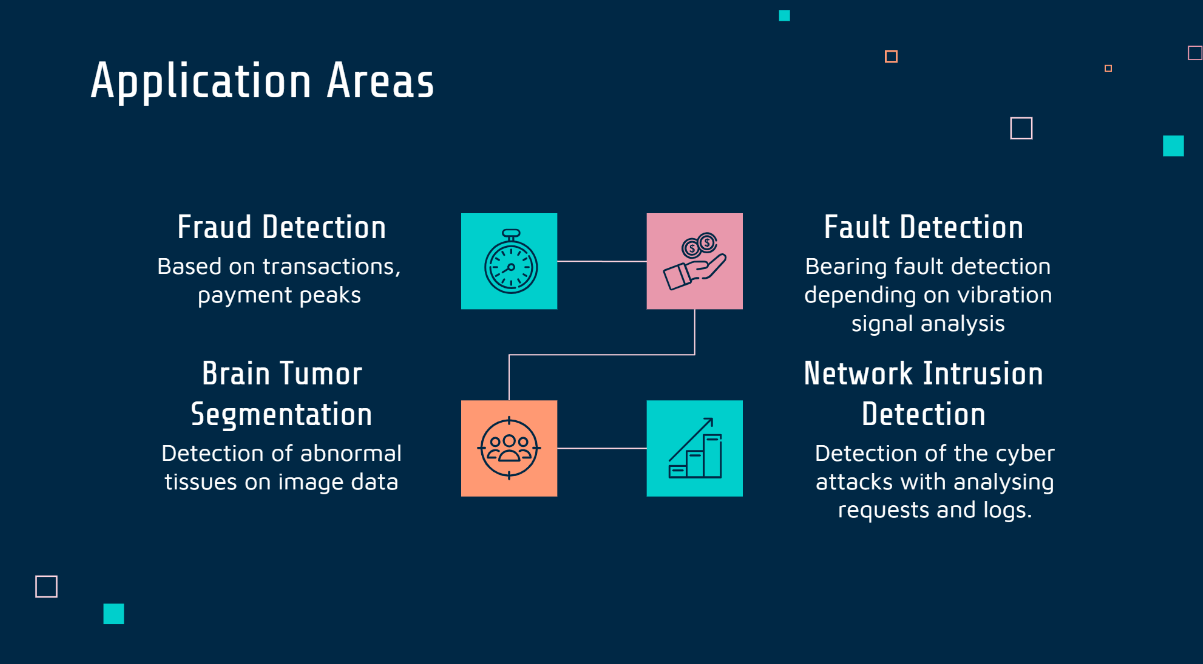 Application Areas
Fraud Detection
Based on transactions,
payment peaks
Fault Detection
Bearing fault detection
depending on vibration
signal analysis
Brain Tumor
Segmentation
Detection of abnormal
tissues on image data
Network Intrusion
Detection
Detection of the cyber
attacks with analysing
requests and logs.